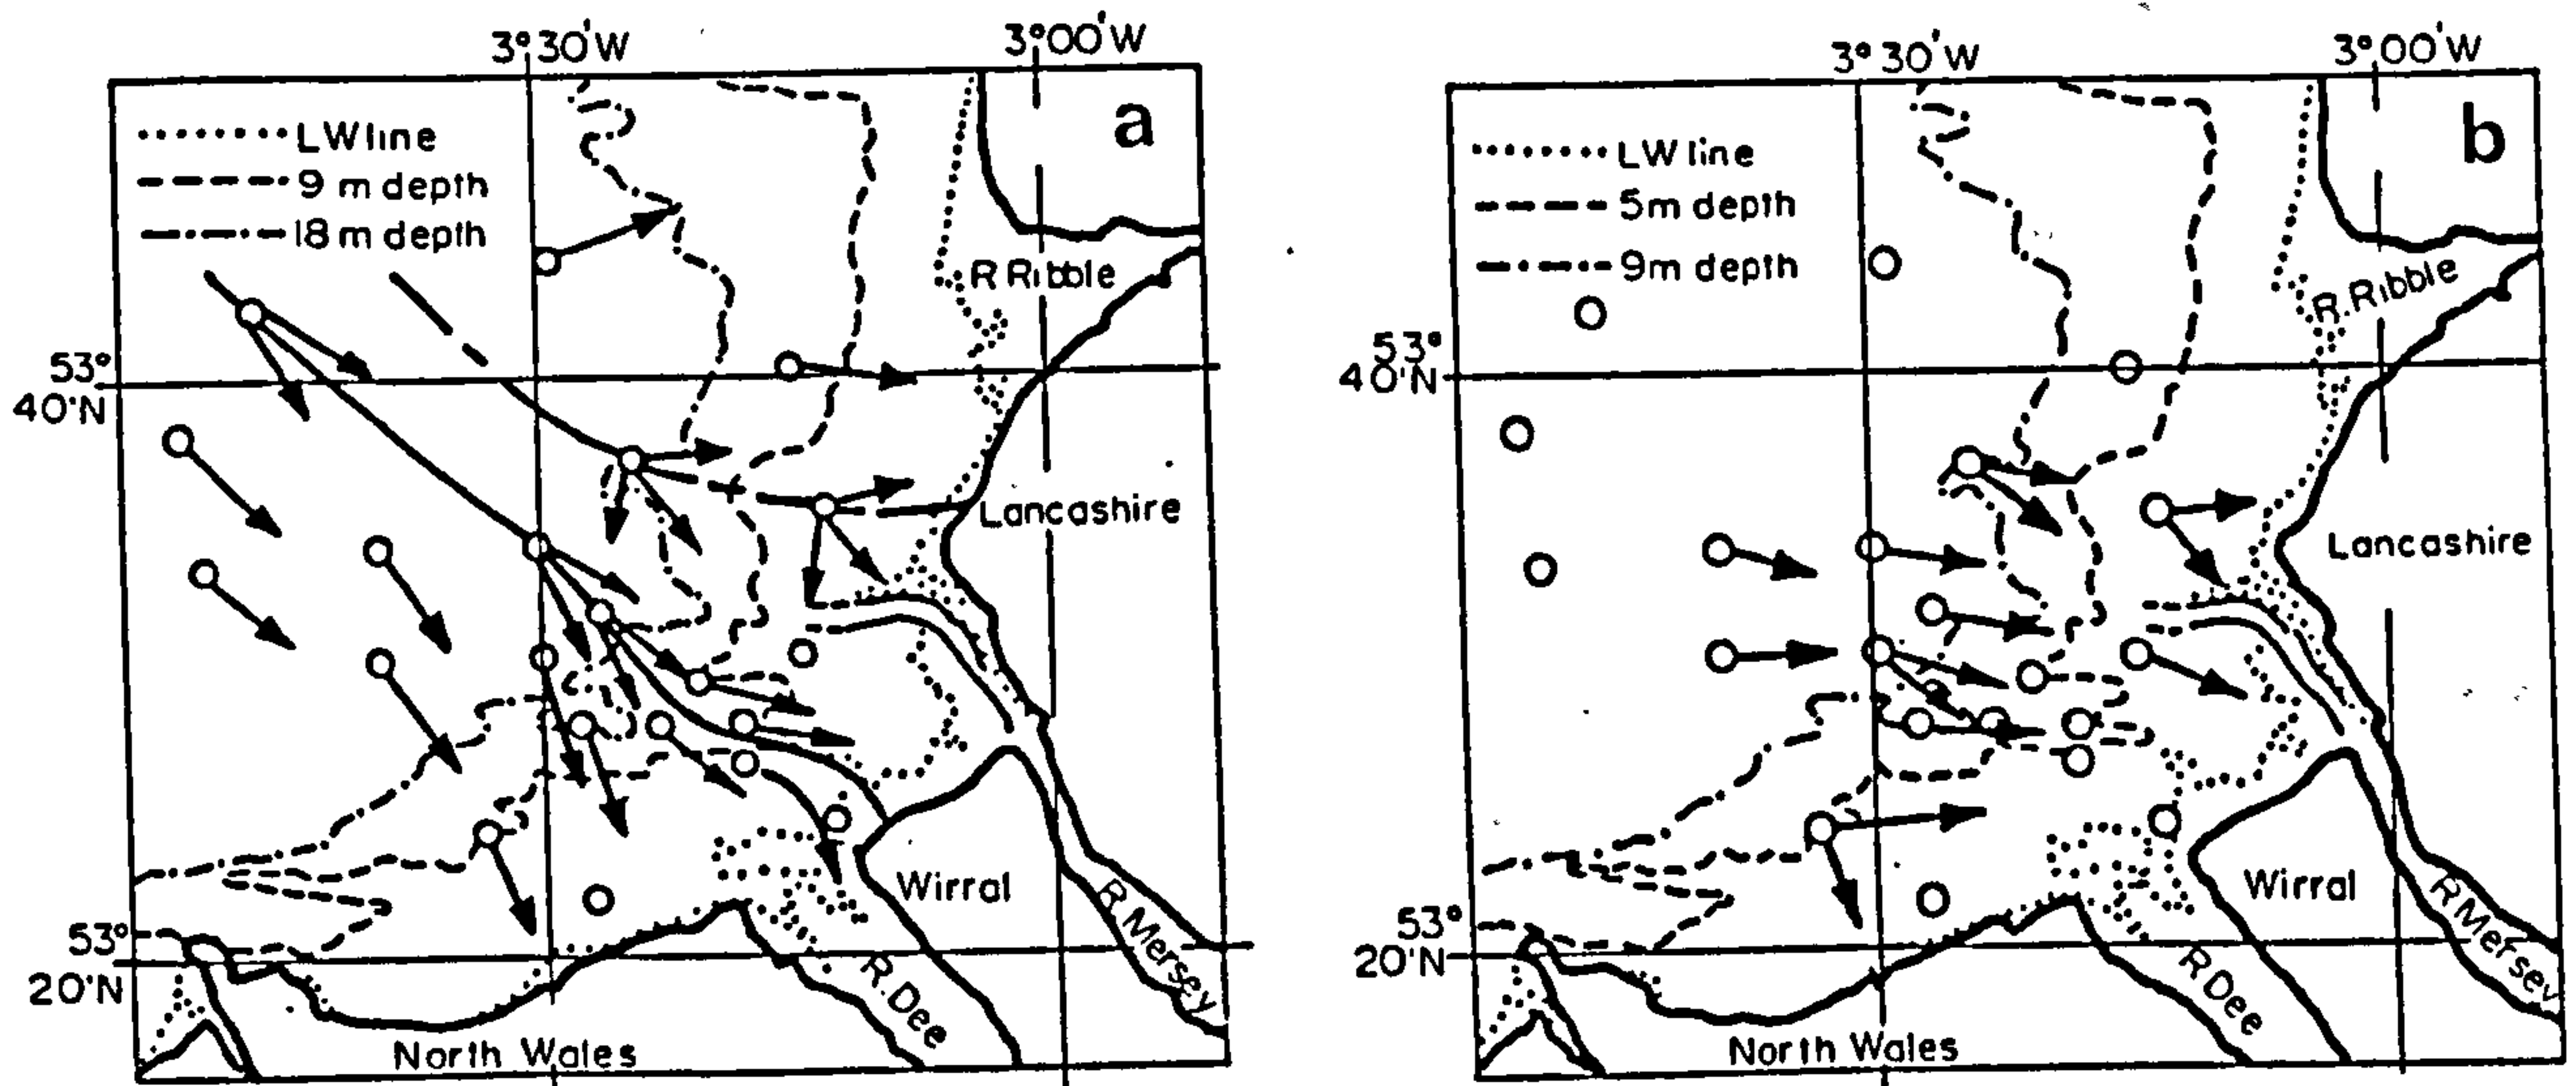 3°30'W
3°00'W
a
LW line
9 m depth
18 m depth
R Ribble
53°
40'N
Lancashire
Wirral
R. Mersey
53°
20'N
R. Dee
North Wales
3°30'W
3°00'W
b
LW line
5m depth
9m depth
R. Ribble
53°
40'N
Lancashire
Wirral
R Mersey
53°
20'N
R Dee
North Wales